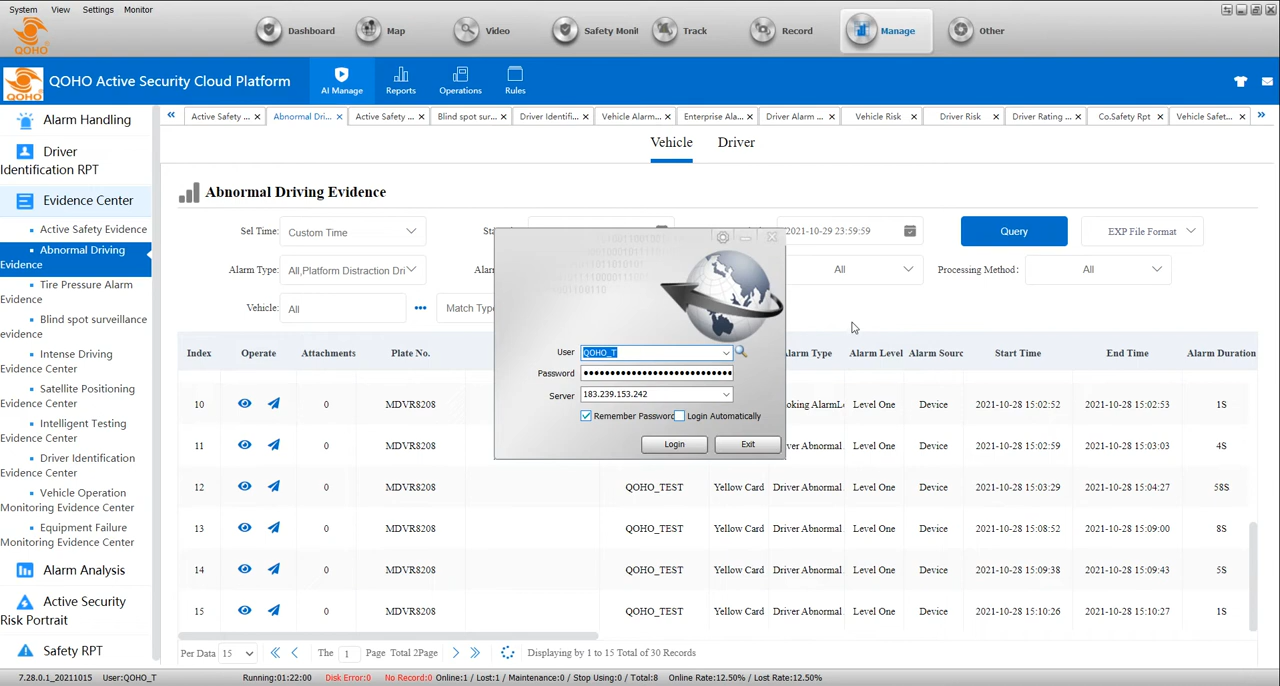 System View Settings Monitor
QOHO
Dashboard Map Video Safety Monit Track Record Manage Other
QOHO
QOHO Active Security Cloud Platform
AI Manage Reports Operations Rules
Alarm Handling
Driver
Identification RPT
Evidence Center
Active Safety Evidence
Abnormal Driving
Evidence
Tire Pressure Alarm
Evidence
Blind spot surveillance
evidence
Intense Driving
Evidence Center
Satellite Positioning
Evidence Center
Intelligent Testing
Evidence Center
Driver Identification
Evidence Center
Vehicle Operation
Monitoring Evidence Center
Equipment Failure
Monitoring Evidence Center
Alarm Analysis
Active Security
Risk Portrait
Safety RPT
« Active Safety ... × Abnormal Dri... × Active Safety ... × Blind spot sur... × Driver Identifi... × Vehicle Alarm... × Enterprise Ala... × Driver Alarm ... × Vehicle Risk × Driver Risk × Driver Rating ... × Co.Safety Rpt × Vehicle Safet... × »
Vehicle Driver
Abnormal Driving Evidence
Sel Time: Custom Time 2021-10-29 23:59:59 Query EXP File Format
Alarm Type: All,Platform Distraction Dri All Processing Method: All
Vehicle: All ••• Match Type
Index Operate Attachments Plate No. Alarm Type Alarm Level Alarm Sourc Start Time End Time Alarm Duration
10 0 MDVR8208 oking AlarmL Level One Device 2021-10-28 15:02:52 2021-10-28 15:02:53 1S
11 0 MDVR8208 ver Abnormal Level One Device 2021-10-28 15:02:59 2021-10-28 15:03:03 4S
12 0 MDVR8208 QOHO_TEST Yellow Card Driver Abnormal Level One Device 2021-10-28 15:03:29 2021-10-28 15:04:27 58S
13 0 MDVR8208 QOHO_TEST Yellow Card Driver Abnormal Level One Device 2021-10-28 15:08:52 2021-10-28 15:09:00 8S
14 0 MDVR8208 QOHO_TEST Yellow Card Driver Abnormal Level One Device 2021-10-28 15:09:38 2021-10-28 15:09:43 5S
15 0 MDVR8208 QOHO_TEST Yellow Card Driver Abnormal Level One Device 2021-10-28 15:10:26 2021-10-28 15:10:27 1S
User QOHO_T
Password
Server 183.239.153.242
Remember Password Login Automatically
Login Exit
Per Data 15 The 1 Page Total 2Page Displaying by 1 to 15 Total of 30 Records
7.28.0.1_20211015 User:QOHO_T Running:01:22:00 Disk Error:0 No Record:0 Online:1 / Lost:1 / Maintenance:0 / Stop Using:0 / Total:8 Online Rate:12.50% / Lost Rate:12.50%